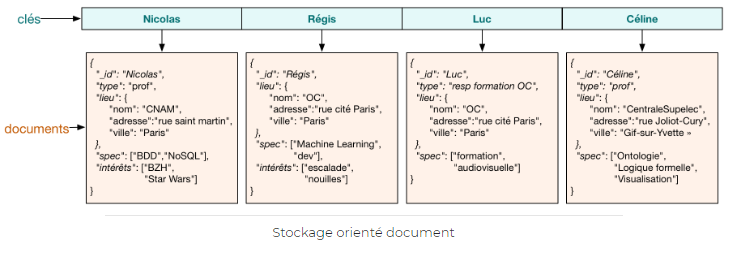 clés Nicolas Régis Luc Céline
documents
{
"_id": "Nicolas",
"type": "prof",
"lieu": {
"nom": "CNAM",
"adresse":"rue saint martin",
"ville": "Paris"
},
"spec": ["BDD","NoSQL"],
"intérêts": ["BZH",
"Star Wars"]
}
{
"_id": "Régis",
"lieu": {
"nom": "OC",
"adresse":"rue cité Paris",
"ville": "Paris"
},
"spec": ["Machine Learning",
"dev"],
"intérêts": ["escalade",
"nouilles"]
}
{
"_id": "Luc",
"type": "resp formation OC",
"lieu": {
"nom": "OC",
"adresse":"rue cité Paris",
"ville": "Paris"
},
"spec": ["formation",
"audiovisuelle"]
}
{
"_id": "Céline",
"type": "prof",
"lieu": {
"nom": "CentraleSupelec",
"adresse":"rue Joliot-Cury",
"ville": "Gif-sur-Yvette »
},
"spec": ["Ontologie",
"Logique formelle",
"Visualisation"]
}
Stockage orienté document